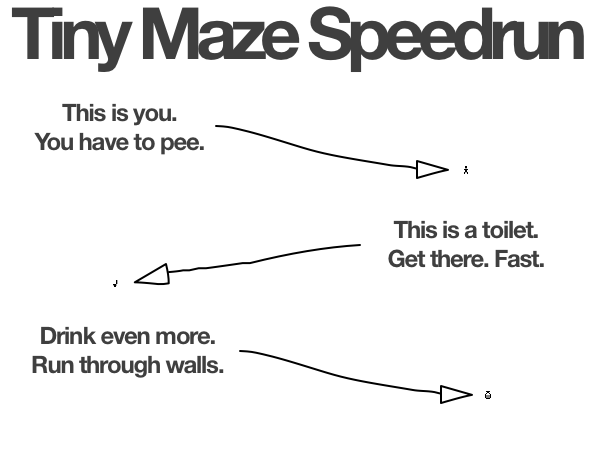 Tiny Maze Speedrun
This is you.
You have to pee.
This is a toilet.
Get there. Fast.
Drink even more.
Run through walls.